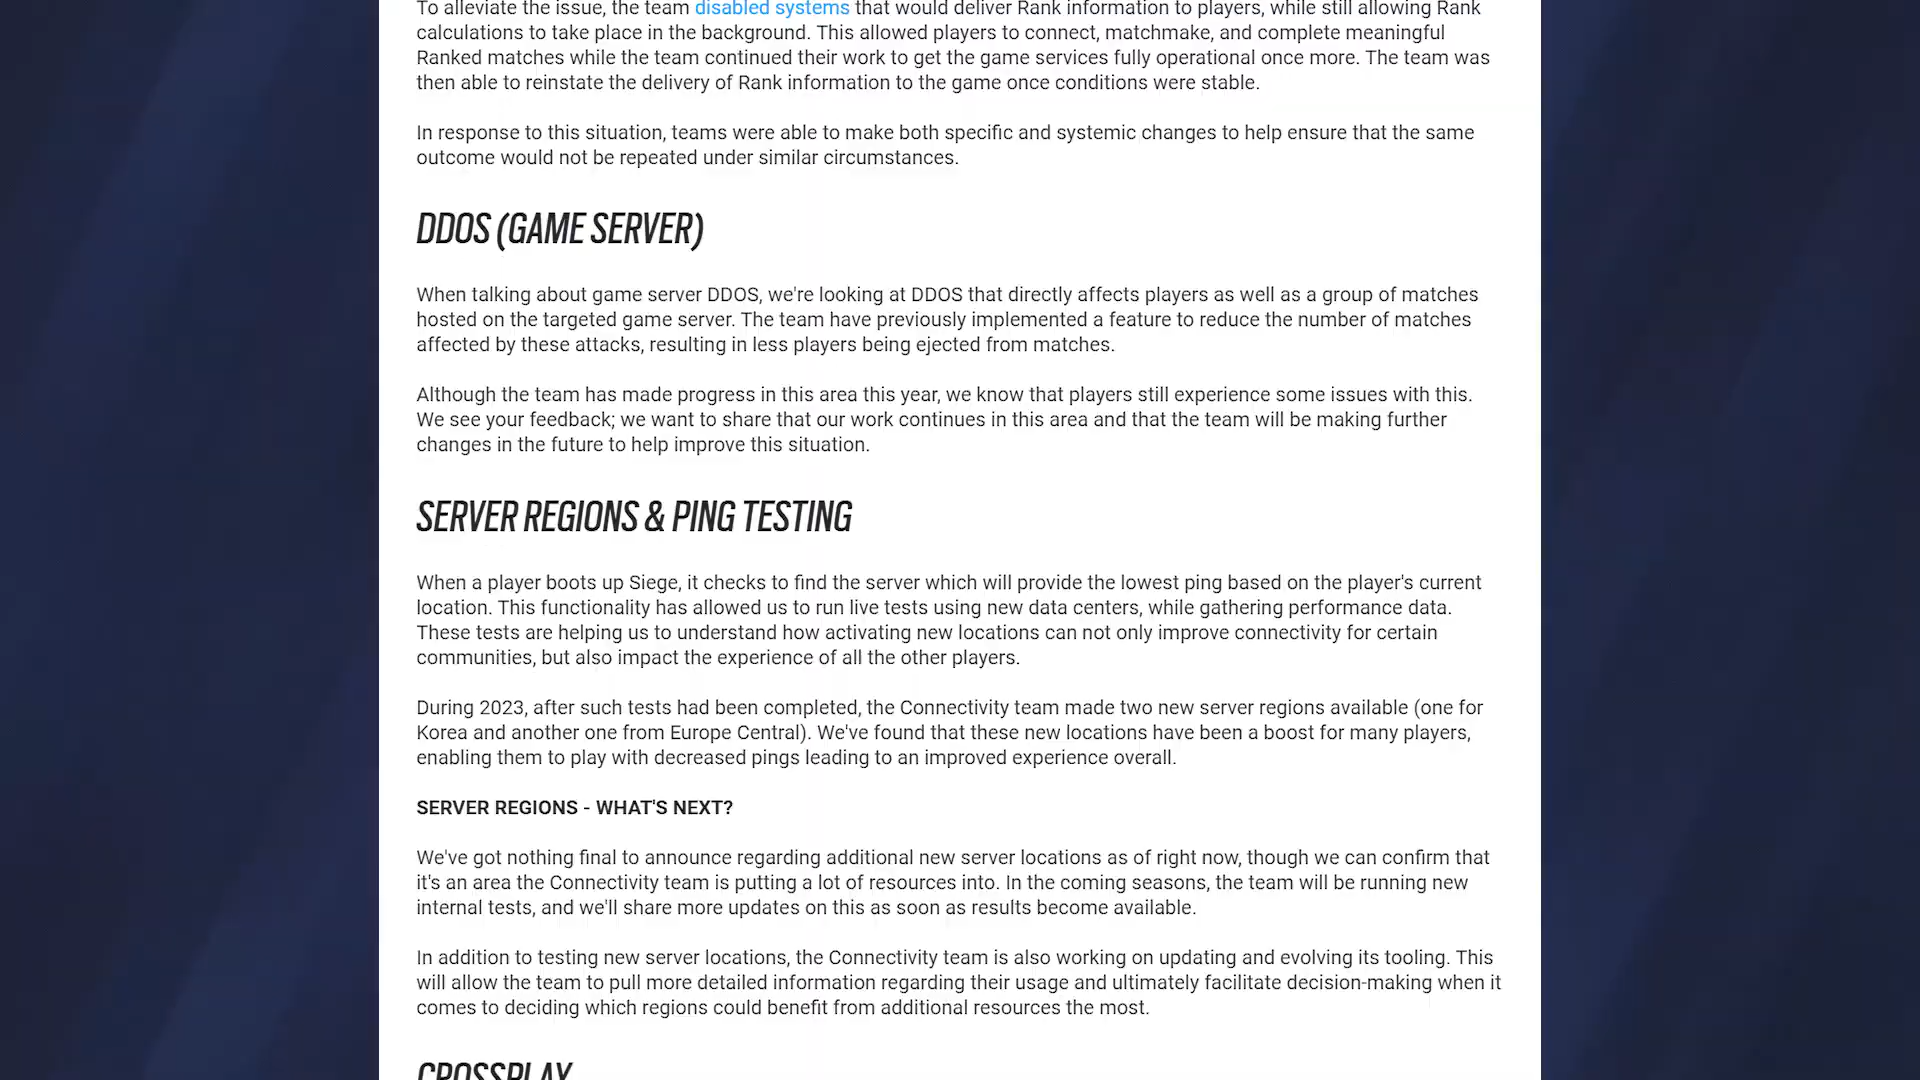 To alleviate the issue, the team disabled systems that would deliver Rank information to players, while still allowing Rank
calculations to take place in the background. This allowed players to connect, matchmake, and complete meaningful
Ranked matches while the team continued their work to get the game services fully operational once more. The team was
then able to reinstate the delivery of Rank information to the game once conditions were stable.
In response to this situation, teams were able to make both specific and systemic changes to help ensure that the same
outcome would not be repeated under similar circumstances.
DDOS (GAME SERVER)
When talking about game server DDOS, we're looking at DDOS that directly affects players as well as a group of matches
hosted on the targeted game server. The team have previously implemented a feature to reduce the number of matches
affected by these attacks, resulting in less players being ejected from matches.
Although the team has made progress in this area this year, we know that players still experience some issues with this.
We see your feedback; we want to share that our work continues in this area and that the team will be making further
changes in the future to help improve this situation.
SERVER REGIONS & PING TESTING
When a player boots up Siege, it checks to find the server which will provide the lowest ping based on the player's current
location. This functionality has allowed us to run live tests using new data centers, while gathering performance data.
These tests are helping us to understand how activating new locations can not only improve connectivity for certain
communities, but also impact the experience of all the other players.
During 2023, after such tests had been completed, the Connectivity team made two new server regions available (one for
Korea and another one from Europe Central). We've found that these new locations have been a boost for many players,
enabling them to play with decreased pings leading to an improved experience overall.
SERVER REGIONS - WHAT'S NEXT?
We've got nothing final to announce regarding additional new server locations as of right now, though we can confirm that
it's an area the Connectivity team is putting a lot of resources into. In the coming seasons, the team will be running new
internal tests, and we'll share more updates on this as soon as results become available.
In addition to testing new server locations, the Connectivity team is also working on updating and evolving its tooling. This
will allow the team to pull more detailed information regarding their usage and ultimately facilitate decision-making when it
comes to deciding which regions could benefit from additional resources the most.
CROSSPLAY